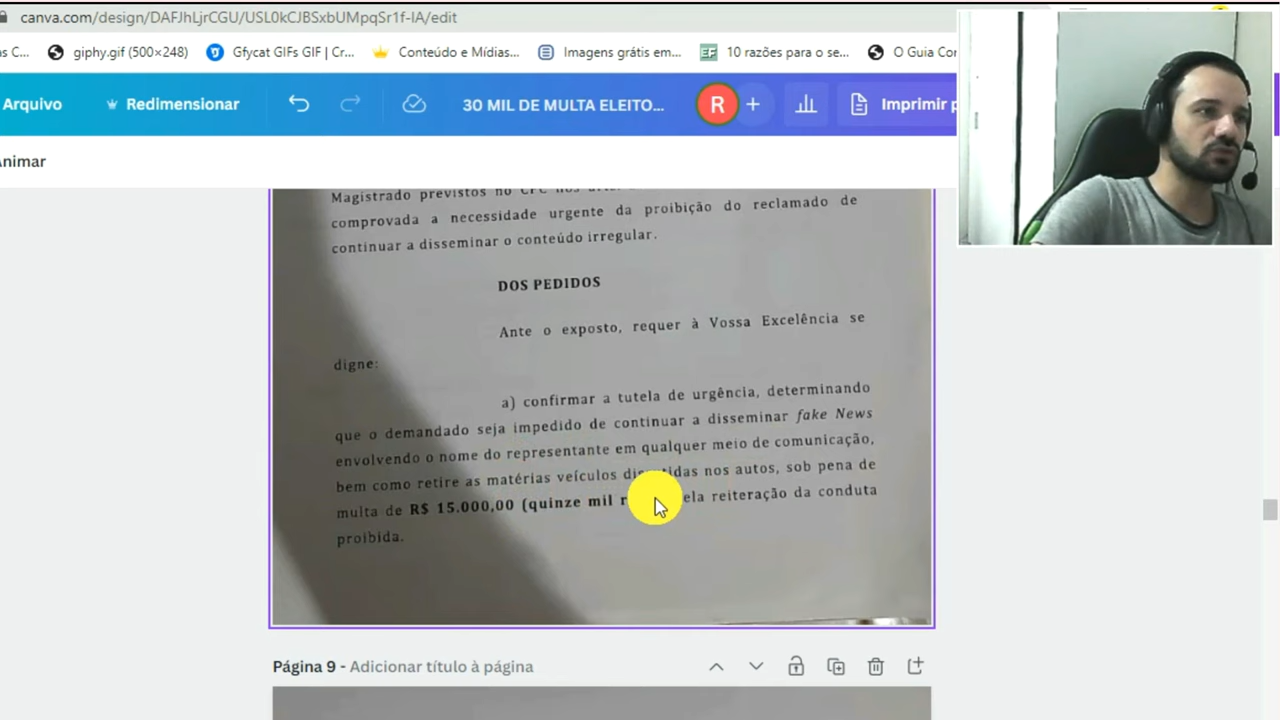 canva.com/design/DAFJhLjrCGU/USL0kCJBSxbUMpqSr1f-IA/edit
s C... giphy.gif (500×248) Gfycat GIFs GIF | Cr... Conteúdo e Mídias... Imagens grátis em... 10 razões para o se... O Guia Cor
Arquivo Redimensionar 30 MIL DE MULTA ELEITO... R + Imprimir p
Animar
Magistrado previstos no CPC nos
comprovada a necessidade urgente da proibição do reclamado de
continuar a disseminar o conteúdo irregular.
DOS PEDIDOS
Ante o exposto, requer à Vossa Excelência se
digne:
a) confirmar a tutela de urgência, determinando
que o demandado seja impedido de continuar a disseminar fake News
envolvendo o nome do representante em qualquer meio de comunicação,
bem como retire as matérias veículos nos autos, sob pena de
multa de R$ 15.000,00 (quinze mil r ela reiteração da conduta
proibida.
Página 9 - Adicionar título à página